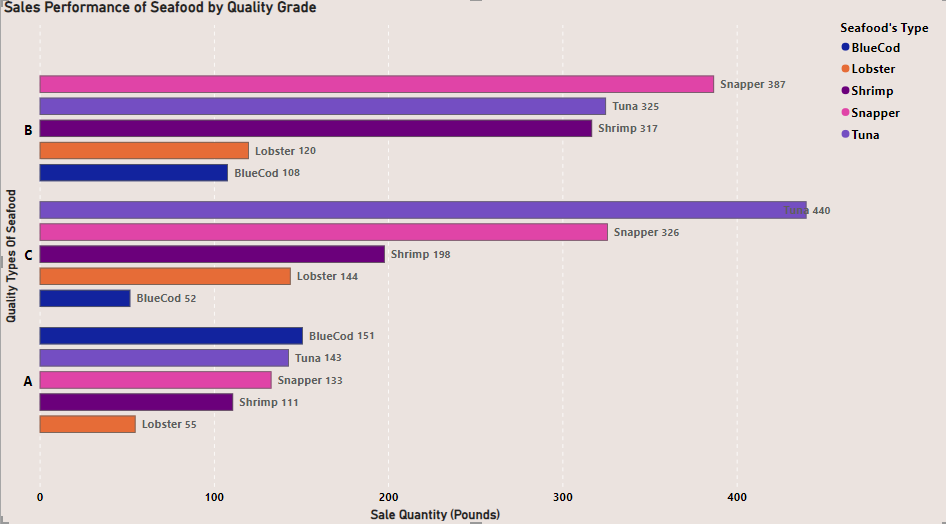 Sales Performance of Seafood by Quality Grade
Seafood's Type
BlueCod
Lobster
Shrimp
Snapper
Tuna
Quality Types Of Seafood
B
Snapper 387
Tuna 325
Shrimp 317
Lobster 120
BlueCod 108
C
Tuna 440
Snapper 326
Shrimp 198
Lobster 144
BlueCod 52
A
BlueCod 151
Tuna 143
Snapper 133
Shrimp 111
Lobster 55
0 100 200 300 400
Sale Quantity (Pounds)